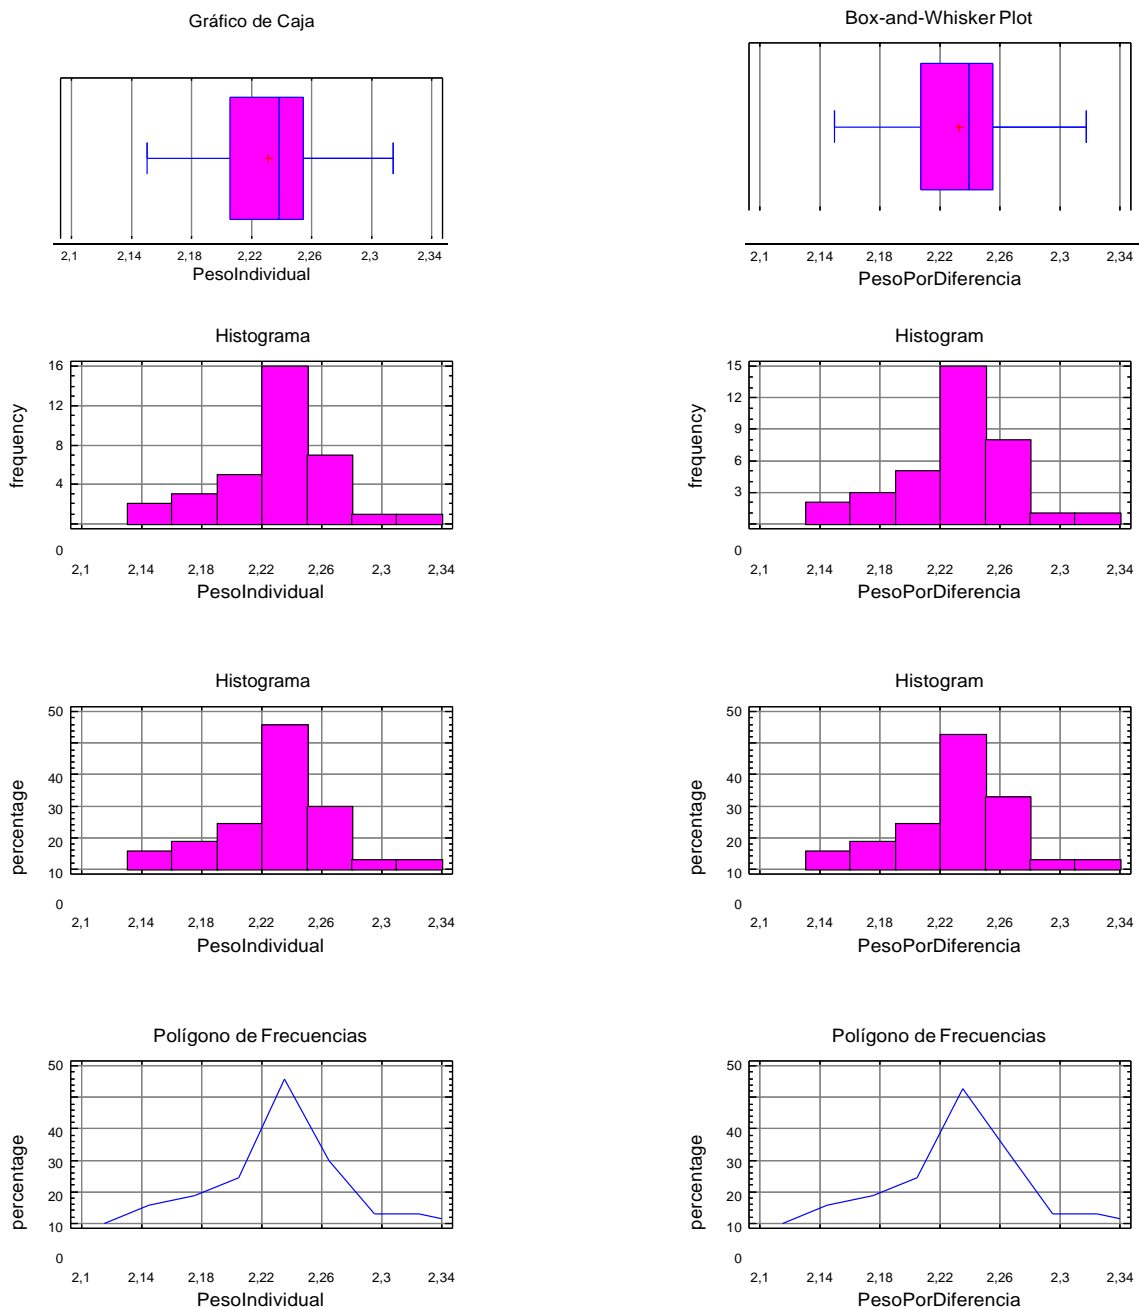 Gráfico de Caja
2,1 2,14 2,18 2,22 2,26 2,3 2,34
PesoIndividual
Box-and-Whisker Plot
2,1 2,14 2,18 2,22 2,26 2,3 2,34
PesoPorDiferencia
Histograma
frequency
16
12
8
4
0
2,1 2,14 2,18 2,22 2,26 2,3 2,34
PesoIndividual
Histogram
frequency
15
12
9
6
3
0
2,1 2,14 2,18 2,22 2,26 2,3 2,34
PesoPorDiferencia
Histograma
percentage
50
40
30
20
10
0
2,1 2,14 2,18 2,22 2,26 2,3 2,34
PesoIndividual
Histogram
percentage
50
40
30
20
10
0
2,1 2,14 2,18 2,22 2,26 2,3 2,34
PesoPorDiferencia
Polígono de Frecuencias
percentage
50
40
30
20
10
0
2,1 2,14 2,18 2,22 2,26 2,3 2,34
PesoIndividual
Polígono de Frecuencias
percentage
50
40
30
20
10
0
2,1 2,14 2,18 2,22 2,26 2,3 2,34
PesoPorDiferencia